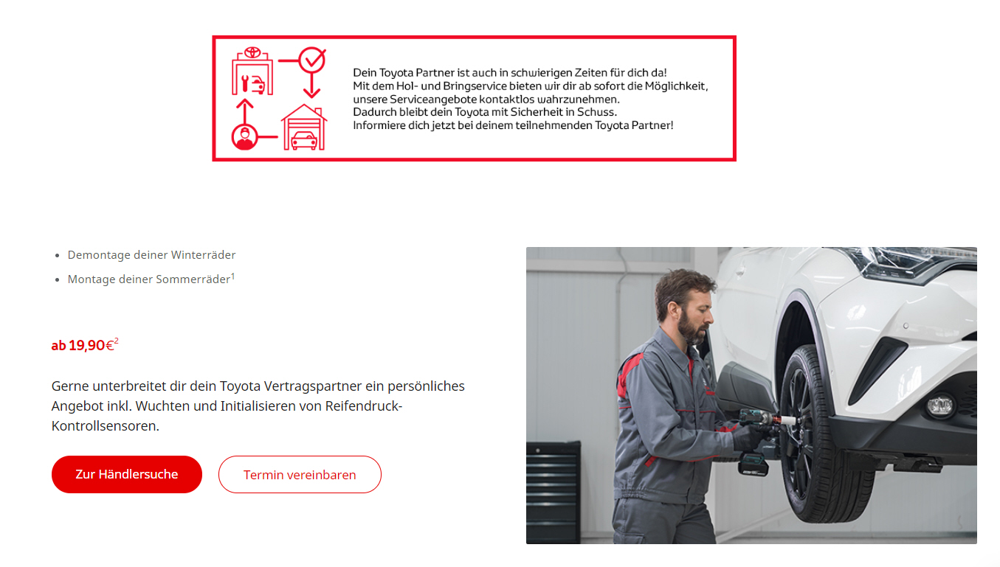 Dein Toyota Partner ist auch in schwierigen Zeiten für dich da!
Mit dem Hol- und Bringservice bieten wir dir ab sofort die Möglichkeit,
unsere Serviceangebote kontaktlos wahrzunehmen.
Dadurch bleibt dein Toyota mit Sicherheit in Schuss.
Informiere dich jetzt bei deinem teilnehmenden Toyota Partner!
• Demontage deiner Winterräder
• Montage deiner Sommerräder¹
ab 19,90€²
Gerne unterbreitet dir dein Toyota Vertragspartner ein persönliches
Angebot inkl. Wuchten und Initialisieren von Reifendruck-
Kontrollsensoren.
Zur Händlersuche
Termin vereinbaren